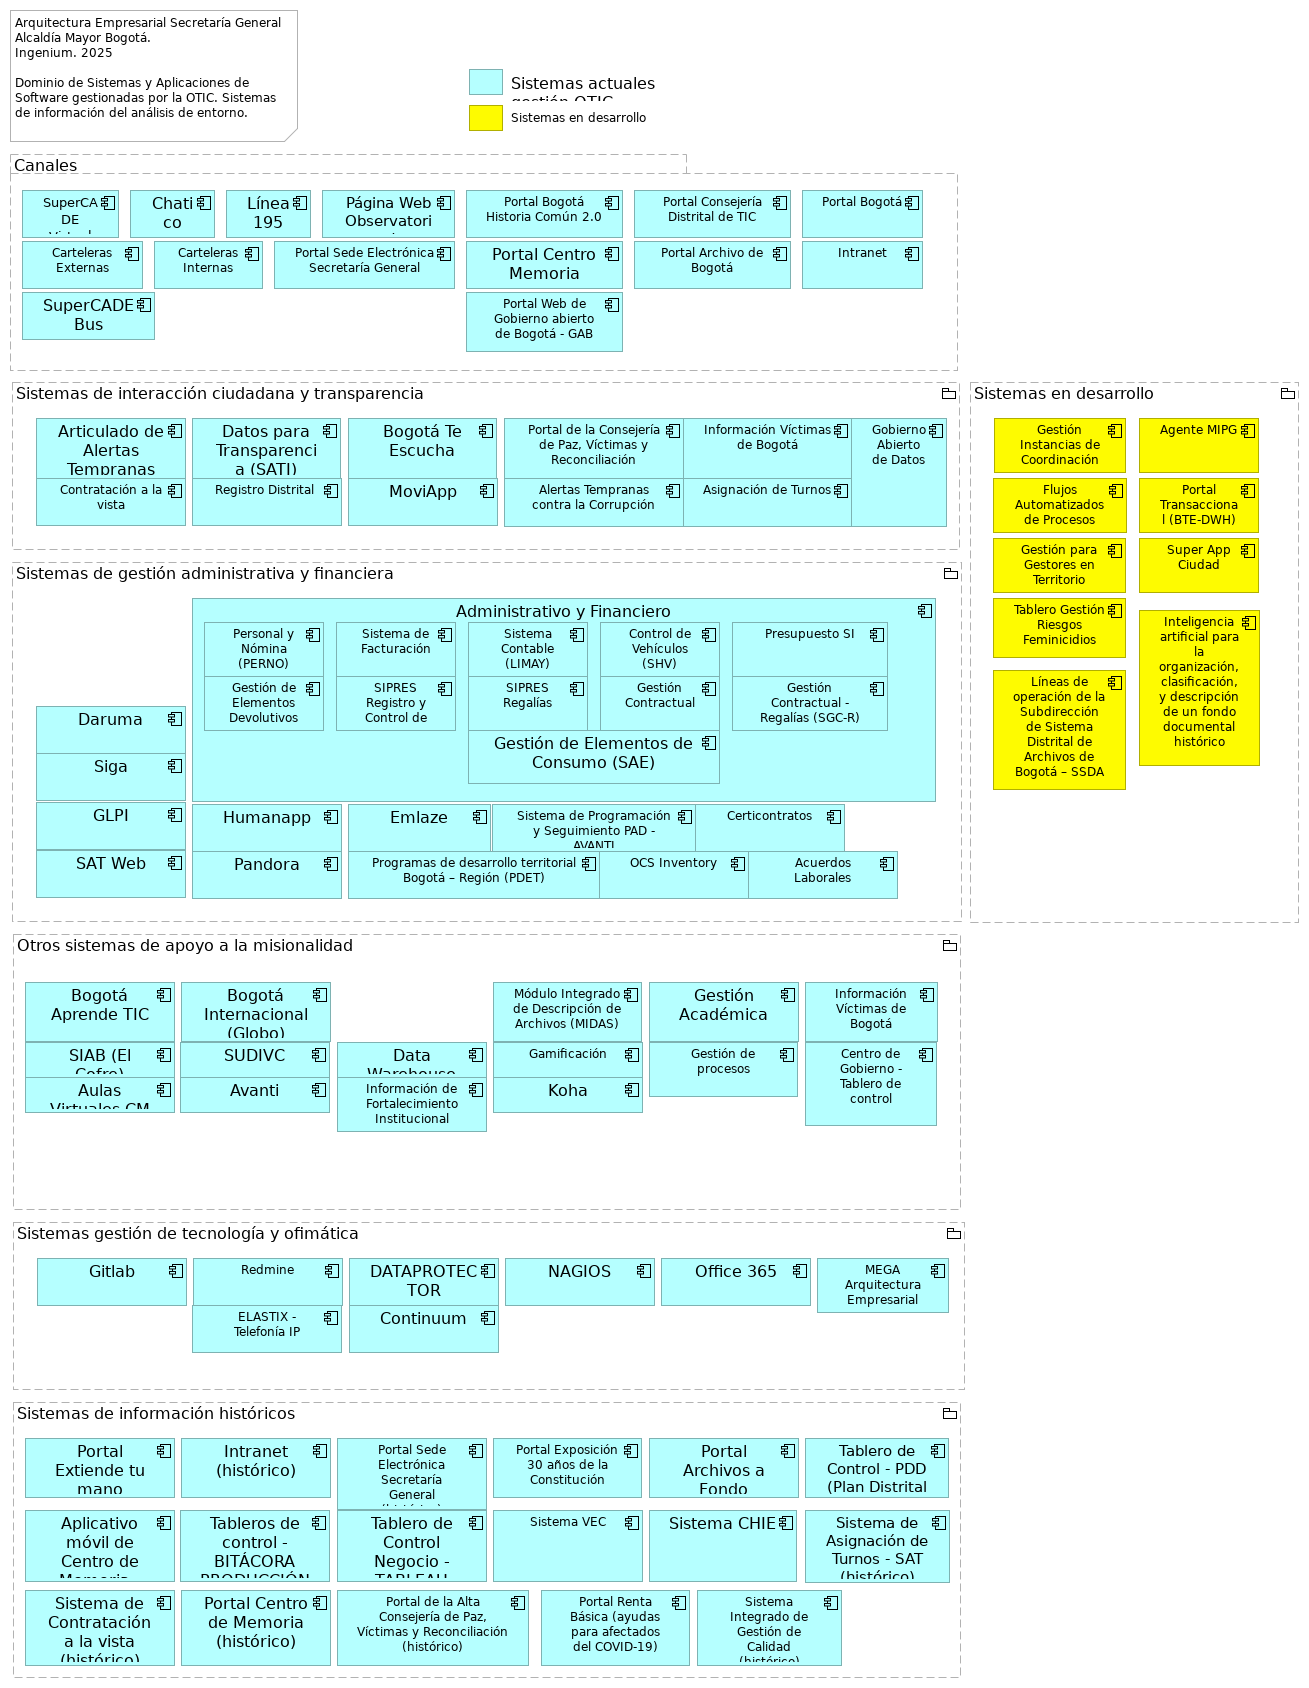 Arquitectura Empresarial Secretaría General
Alcaldía Mayor Bogotá.
Ingenium. 2025
Dominio de Sistemas y Aplicaciones de
Software gestionadas por la OTIC. Sistemas
de información del análisis de entorno.
Sistemas actuales
gestión OTIC
Sistemas en desarrollo
Canales
SuperCA
DE
Virtual
Chati
co
Línea
195
Página Web
Observatori
Portal Bogotá
Historia Común 2.0
Portal Consejería
Distrital de TIC
Portal Bogotá
Carteleras
Externas
Carteleras
Internas
Portal Sede Electrónica
Secretaría General
Portal Centro
Memoria
Portal Archivo de
Bogotá
Intranet
SuperCADE
Bus
Portal Web de
Gobierno abierto
de Bogotá - GAB
Sistemas de interacción ciudadana y transparencia
Articulado de
Alertas
Tempranas
Datos para
Transparenci
a (SATI)
Bogotá Te
Escucha
Portal de la Consejería
de Paz, Víctimas y
Reconciliación
Información Víctimas
de Bogotá
Gobierno
Abierto
de Datos
Contratación a la
vista
Registro Distrital
MoviApp
Alertas Tempranas
contra la Corrupción
Asignación de Turnos
Sistemas en desarrollo
Gestión
Instancias de
Coordinación
Agente MIPG
Flujos
Automatizados
de Procesos
Portal
Transacciona
l (BTE-DWH)
Gestión para
Gestores en
Territorio
Super App
Ciudad
Tablero Gestión
Riesgos
Feminicidios
Inteligencia
artificial para
la
organización,
clasificación,
y descripción
de un fondo
documental
histórico
Líneas de
operación de la
Subdirección
de Sistema
Distrital de
Archivos de
Bogotá – SSDA
Sistemas de gestión administrativa y financiera
Administrativo y Financiero
Personal y
Nómina
(PERNO)
Sistema de
Facturación
Sistema
Contable
(LIMAY)
Control de
Vehículos
(SHV)
Presupuesto SI
Gestión de
Elementos
Devolutivos
SIPRES
Registro y
Control de
SIPRES
Regalías
Gestión
Contractual
Gestión
Contractual -
Regalías (SGC-R)
Gestión de Elementos de
Consumo (SAE)
Daruma
Siga
GLPI
SAT Web
Humanapp
Emlaze
Sistema de Programación
y Seguimiento PAD -
AVANTI
Certicontratos
Pandora
Programas de desarrollo territorial
Bogotá – Región (PDET)
OCS Inventory
Acuerdos
Laborales
Otros sistemas de apoyo a la misionalidad
Bogotá
Aprende TIC
Bogotá
Internacional
(Globo)
Módulo Integrado
de Descripción de
Archivos (MIDAS)
Gestión
Académica
Información
Víctimas de
Bogotá
SIAB (El
Cofre)
SUDIVC
Data
Warehouse
Gamificación
Gestión de
procesos
Centro de
Gobierno -
Tablero de
control
Aulas
Virtuales CM
Avanti
Información de
Fortalecimiento
Institucional
Koha
Sistemas gestión de tecnología y ofimática
Gitlab
Redmine
DATAPROTEC
TOR
NAGIOS
Office 365
MEGA
Arquitectura
Empresarial
ELASTIX -
Telefonía IP
Continuum
Sistemas de información históricos
Portal
Extiende tu
mano
Intranet
(histórico)
Portal Sede
Electrónica
Secretaría
General
(histórico)
Portal Exposición
30 años de la
Constitución
Portal
Archivos a
Fondo
Tablero de
Control - PDD
(Plan Distrital
Aplicativo
móvil de
Centro de
Memoria
Tableros de
control -
BITÁCORA
PRODUCCIÓN
Tablero de
Control
Negocio -
TABLEAU
Sistema VEC
Sistema CHIE
Sistema de
Asignación de
Turnos - SAT
(histórico)
Sistema de
Contratación
a la vista
(histórico)
Portal Centro
de Memoria
(histórico)
Portal de la Alta
Consejería de Paz,
Víctimas y Reconciliación
(histórico)
Portal Renta
Básica (ayudas
para afectados
del COVID-19)
Sistema
Integrado de
Gestión de
Calidad
(histórico)